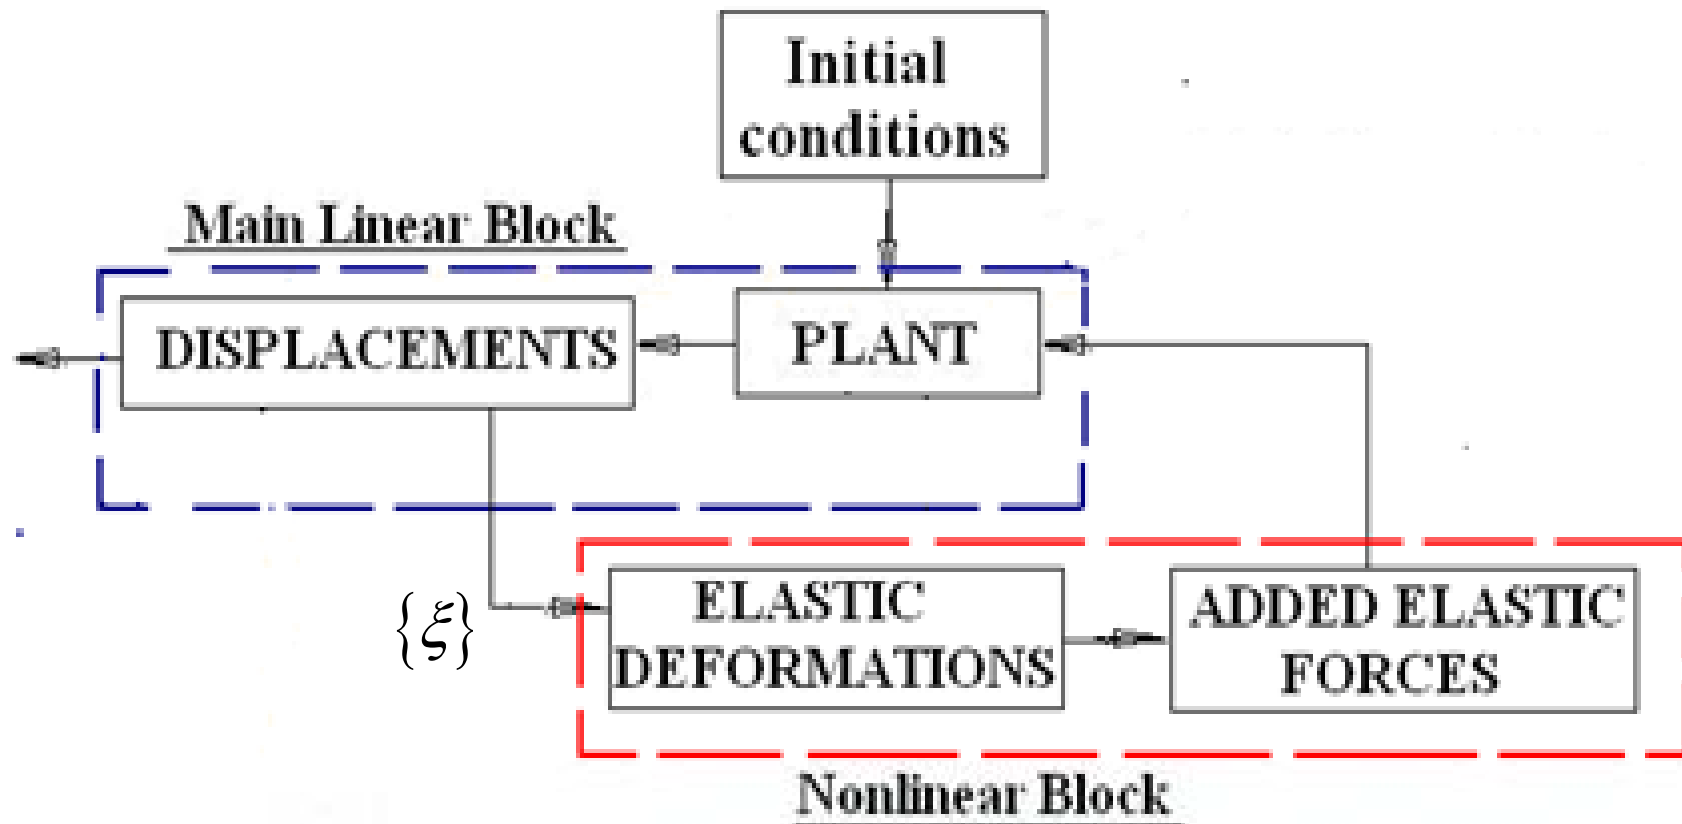 Initial
conditions
Main Linear Block
DISPLACEMENTS
PLANT
{ξ}
ELASTIC
DEFORMATIONS
ADDED ELASTIC
FORCES
Nonlinear Block